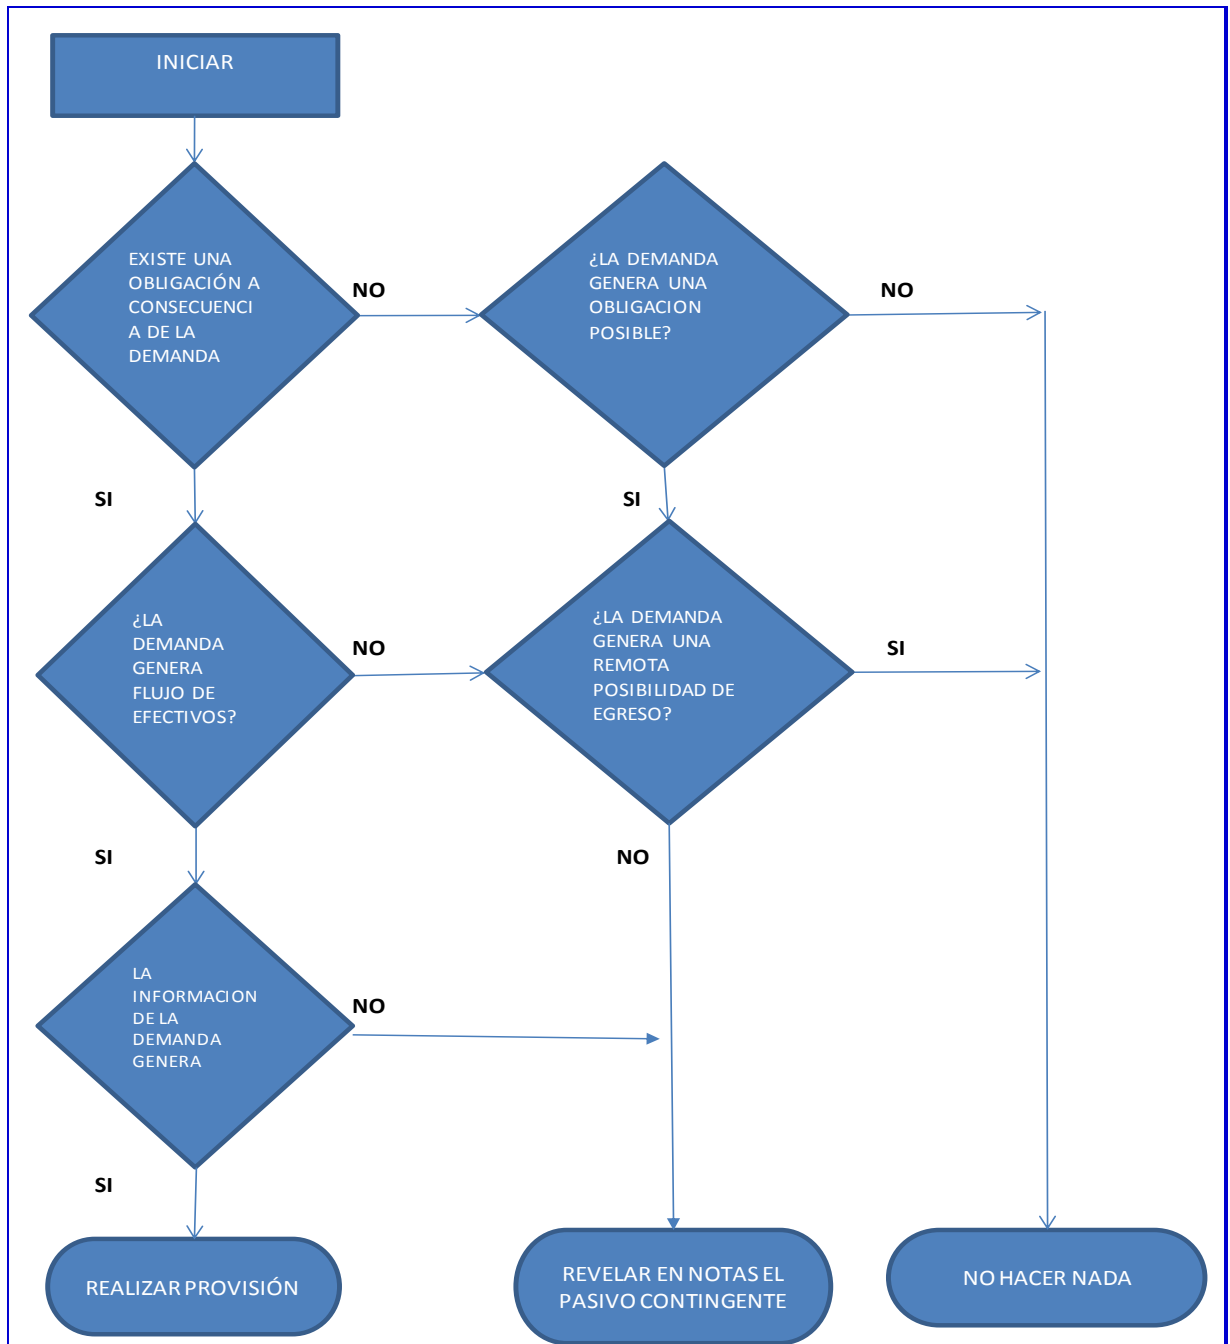 INICIAR
EXISTE UNA
OBLIGACIÓN A
CONSECUENCI
A DE LA
DEMANDA
NO
¿LA DEMANDA
GENERA UNA
OBLIGACION
POSIBLE?
NO
SI
SI
¿LA
DEMANDA
GENERA
FLUJO DE
EFECTIVOS?
NO
¿LA DEMANDA
GENERA UNA
REMOTA
POSIBILIDAD DE
EGRESO?
SI
SI
NO
LA
INFORMACION
DE LA
DEMANDA
GENERA
NO
SI
REALIZAR PROVISIÓN
REVELAR EN NOTAS EL
PASIVO CONTINGENTE
NO HACER NADA